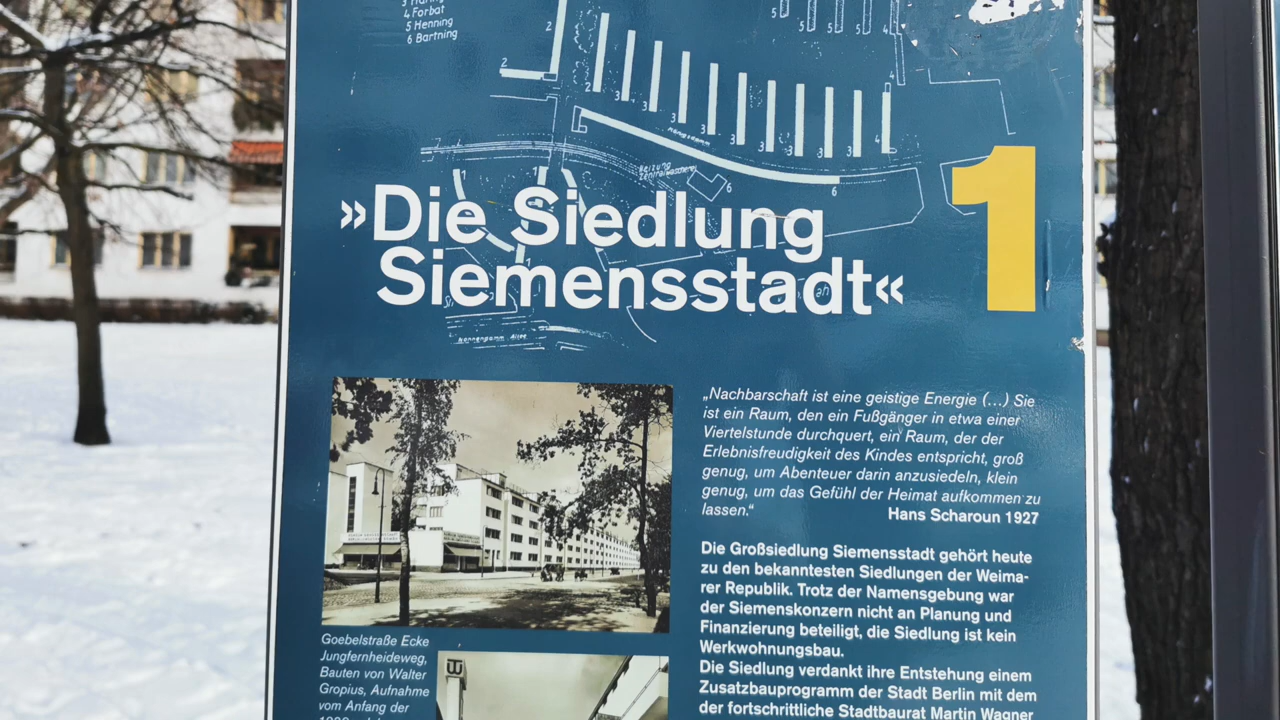 4 Forbat
5 Henning
6 Bartning
»Die Siedlung
Siemensstadt«
1
„Nachbarschaft ist eine geistige Energie (…) Sie
ist ein Raum, den ein Fußgänger in etwa einer
Viertelstunde durchquert, ein Raum, der der
Erlebnisfreudigkeit des Kindes entspricht, groß
genug, um Abenteuer darin anzusiedeln, klein
genug, um das Gefühl der Heimat aufkommen zu
lassen.“
Hans Scharoun 1927
Die Großsiedlung Siemensstadt gehört heute
zu den bekanntesten Siedlungen der Weima-
rer Republik. Trotz der Namensgebung war
der Siemenskonzern nicht an Planung und
Finanzierung beteiligt, die Siedlung ist kein
Werkwohnungsbau.
Die Siedlung verdankt ihre Entstehung einem
Zusatzbauprogramm der Stadt Berlin mit dem
der fortschrittliche Stadtbaurat Martin Wagner
Goebelstraße Ecke
Jungfernheideweg,
Bauten von Walter
Gropius, Aufnahme
vom Anfang der